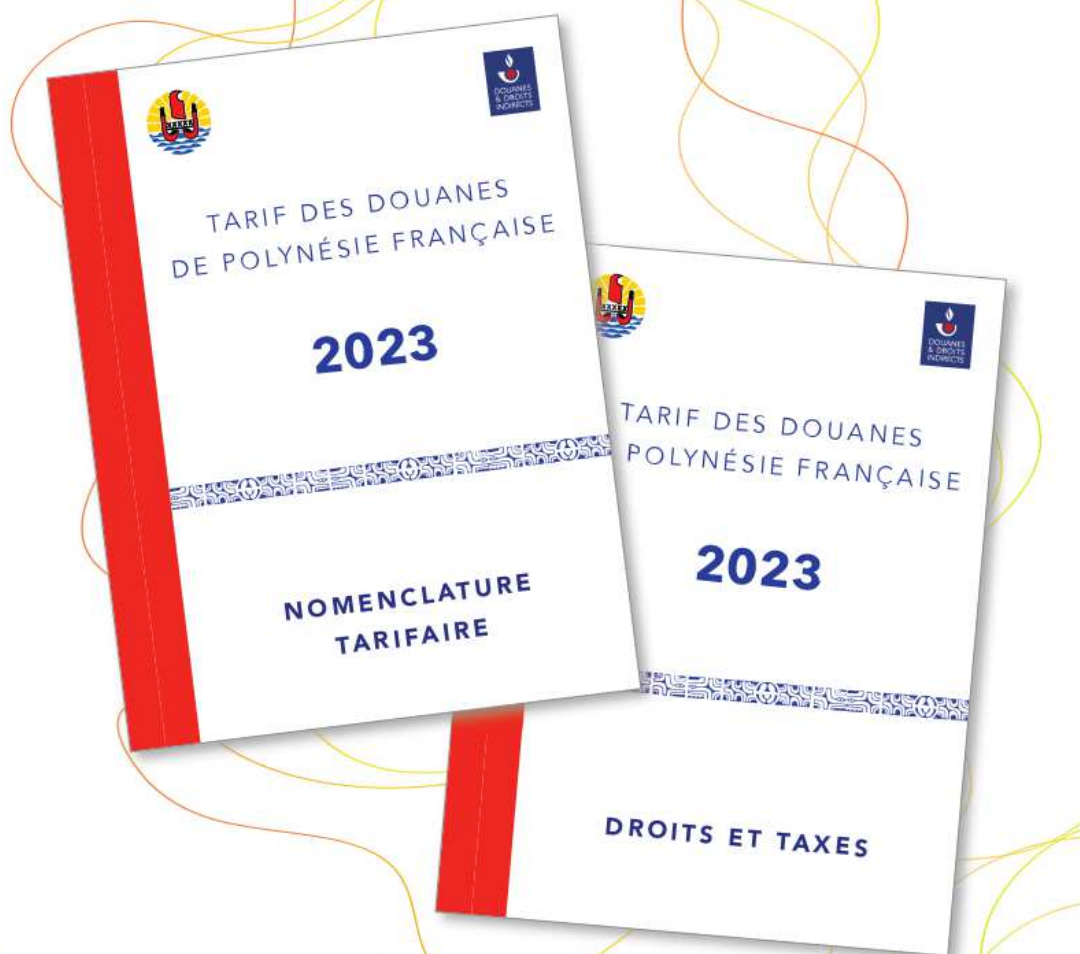 DOUANES
& DROITS
INDIRECTS
TARIF DES DOUANES
DE POLYNÉSIE FRANÇAISE
2023
NOMENCLATURE
TARIFAIRE
DOUANES
& DROITS
INDIRECTS
TARIF DES DOUANES
POLYNÉSIE FRANÇAISE
2023
DROITS ET TAXES